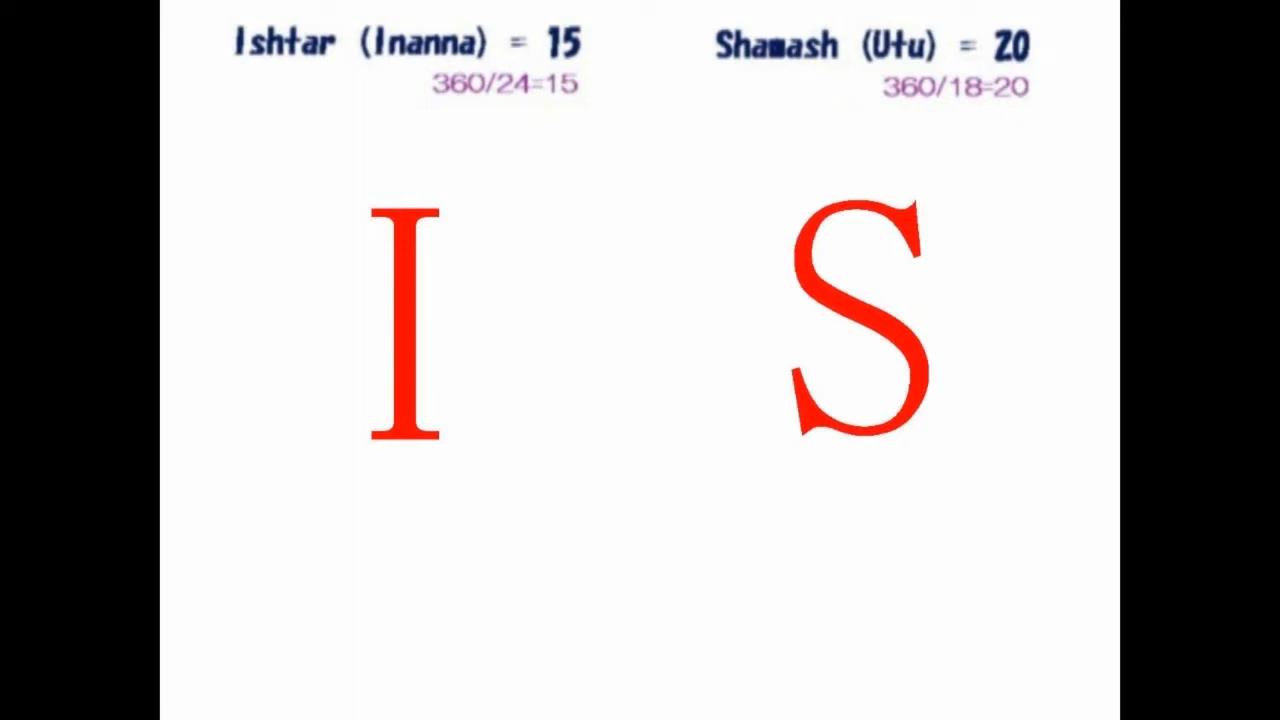 Ishtar (Inanna) = 15
360/24=15
Shamash (Utu) = 20
360/18=20
I S